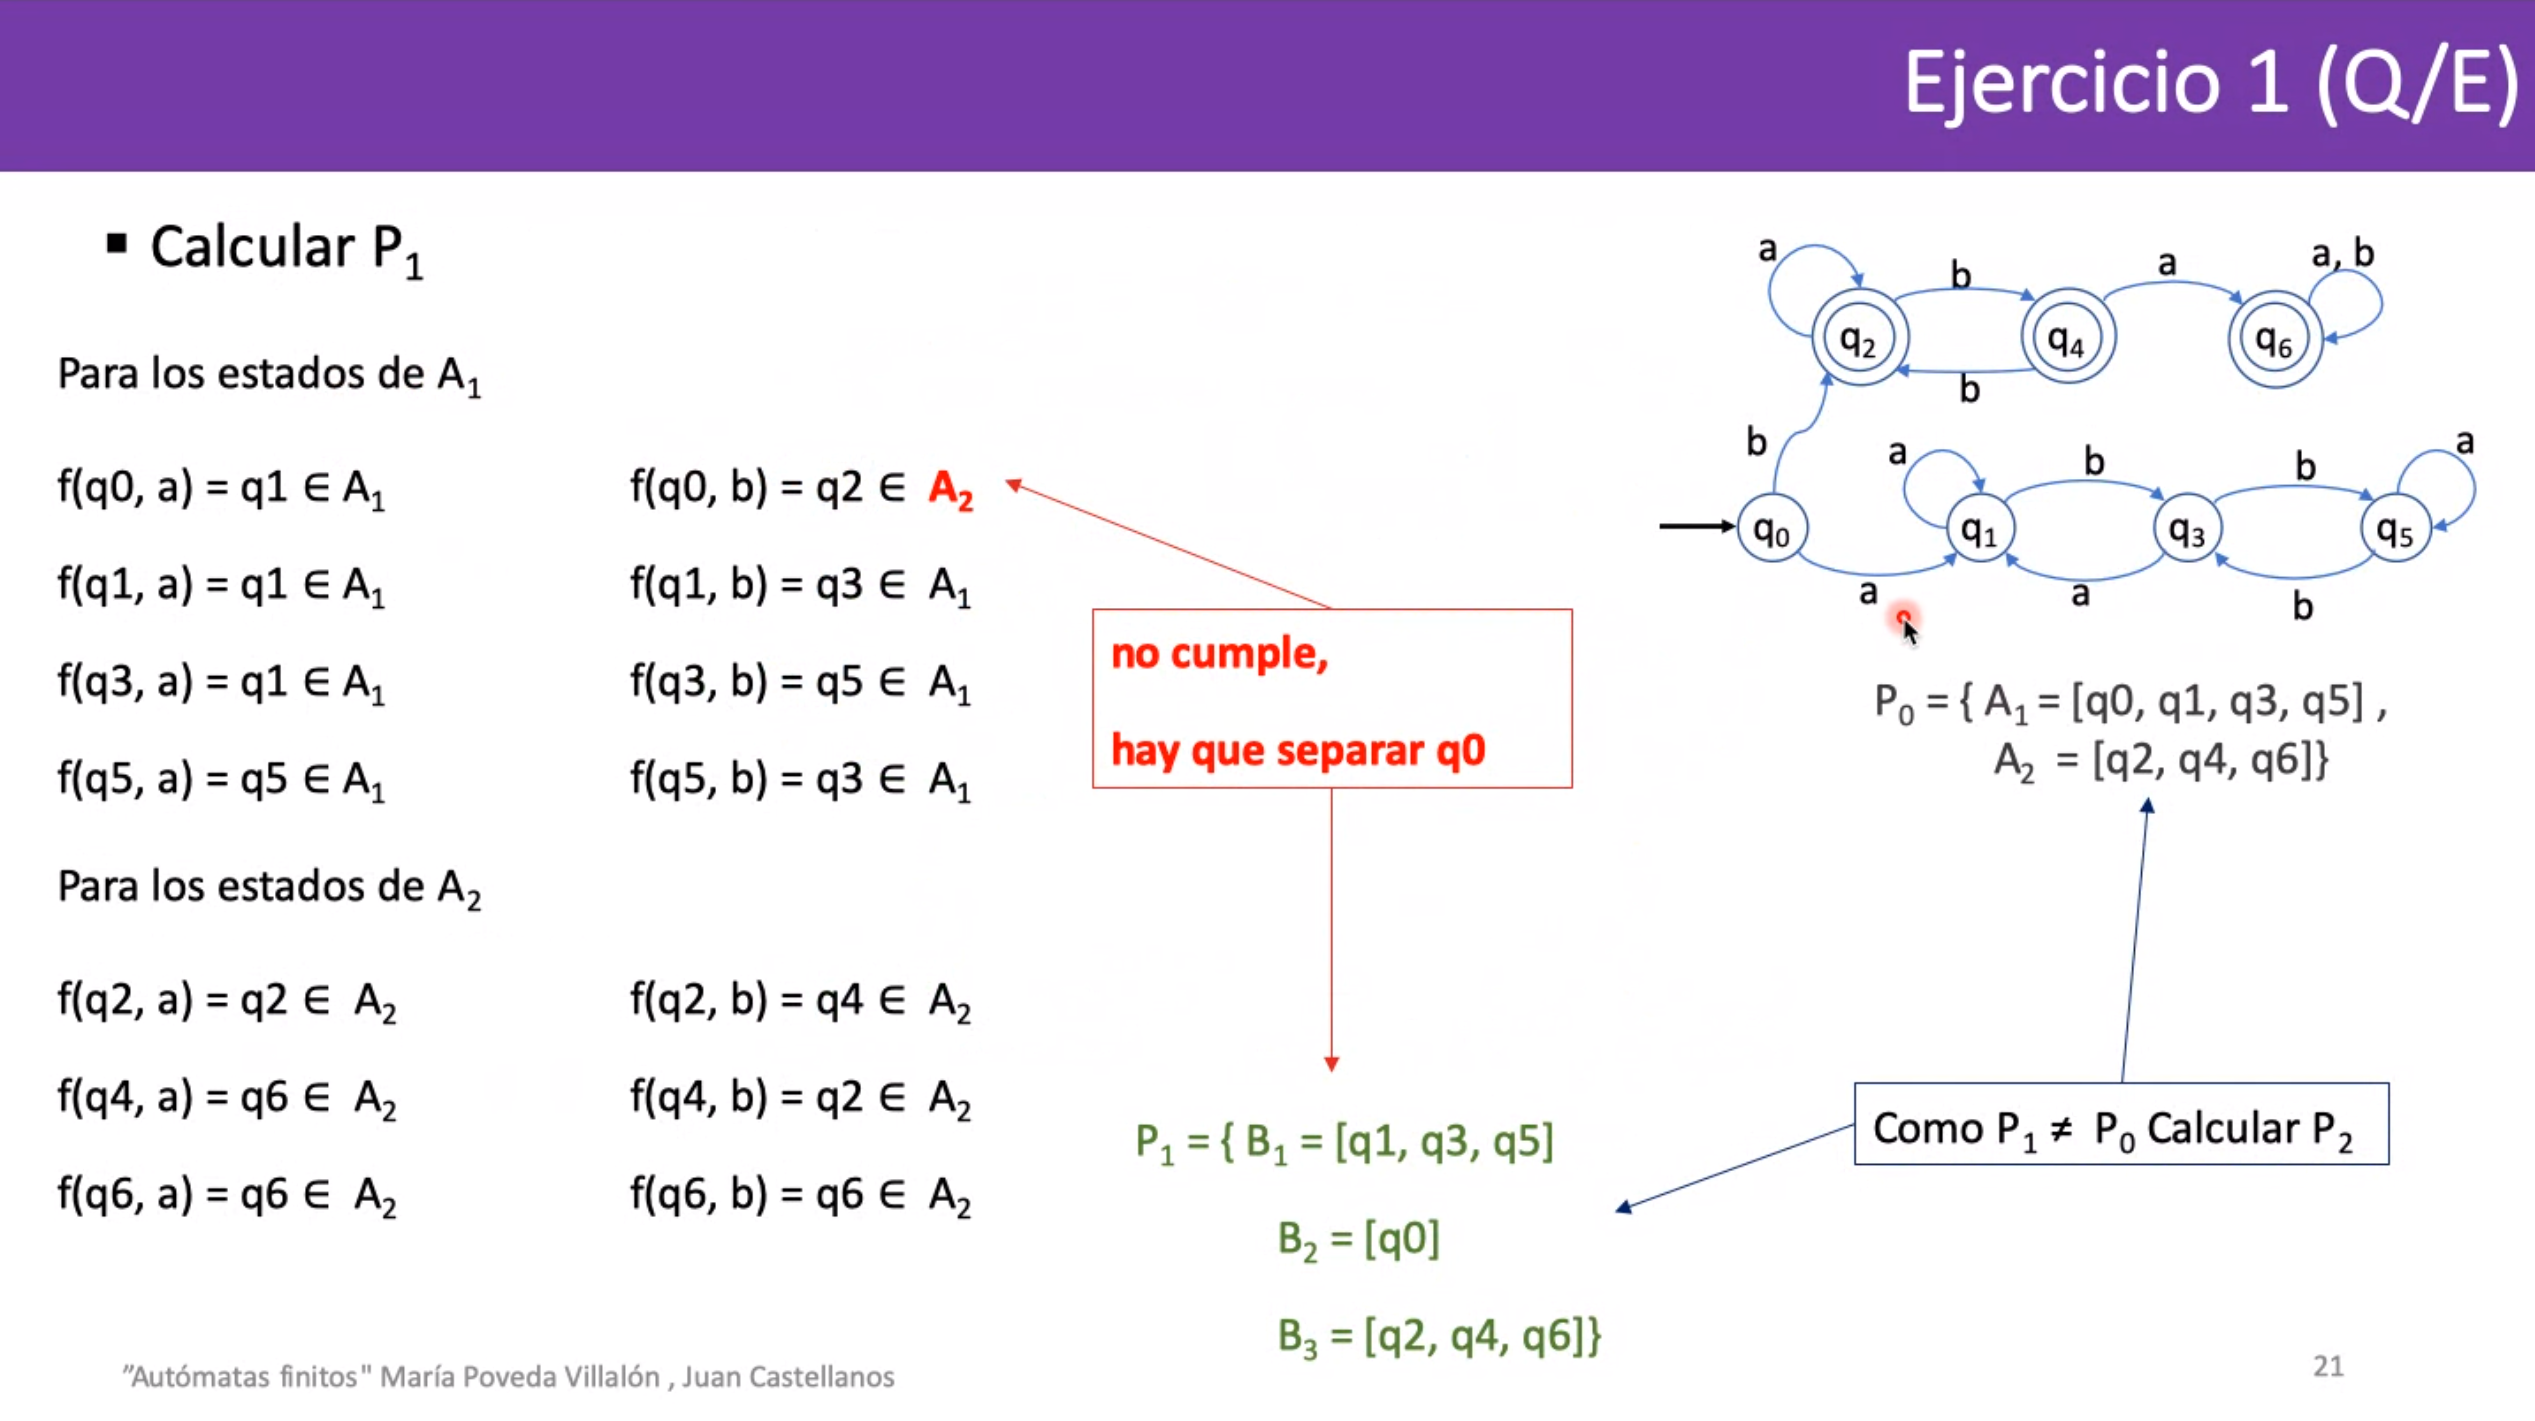 Ejercicio 1 (Q/E)
▪ Calcular P₁
Para los estados de A₁
f(q0, a) = q1 ∈ A₁ f(q0, b) = q2 ∈ A₂
f(q1, a) = q1 ∈ A₁ f(q1, b) = q3 ∈ A₁
f(q3, a) = q1 ∈ A₁ f(q3, b) = q5 ∈ A₁
f(q5, a) = q5 ∈ A₁ f(q5, b) = q3 ∈ A₁
Para los estados de A₂
f(q2, a) = q2 ∈ A₂ f(q2, b) = q4 ∈ A₂
f(q4, a) = q6 ∈ A₂ f(q4, b) = q2 ∈ A₂
f(q6, a) = q6 ∈ A₂ f(q6, b) = q6 ∈ A₂
no cumple,
hay que separar q0
P₁ = { B₁ = [q1, q3, q5]
B₂ = [q0]
B₃ = [q2, q4, q6]}
a b a a, b
q₂ q₄ q₆
b
b a b b a
q₀ q₁ q₃ q₅
a a b
P₀ = { A₁ = [q0, q1, q3, q5] ,
A₂ = [q2, q4, q6]}
Como P₁ ≠ P₀ Calcular P₂
”Autómatas finitos" María Poveda Villalón , Juan Castellanos
21